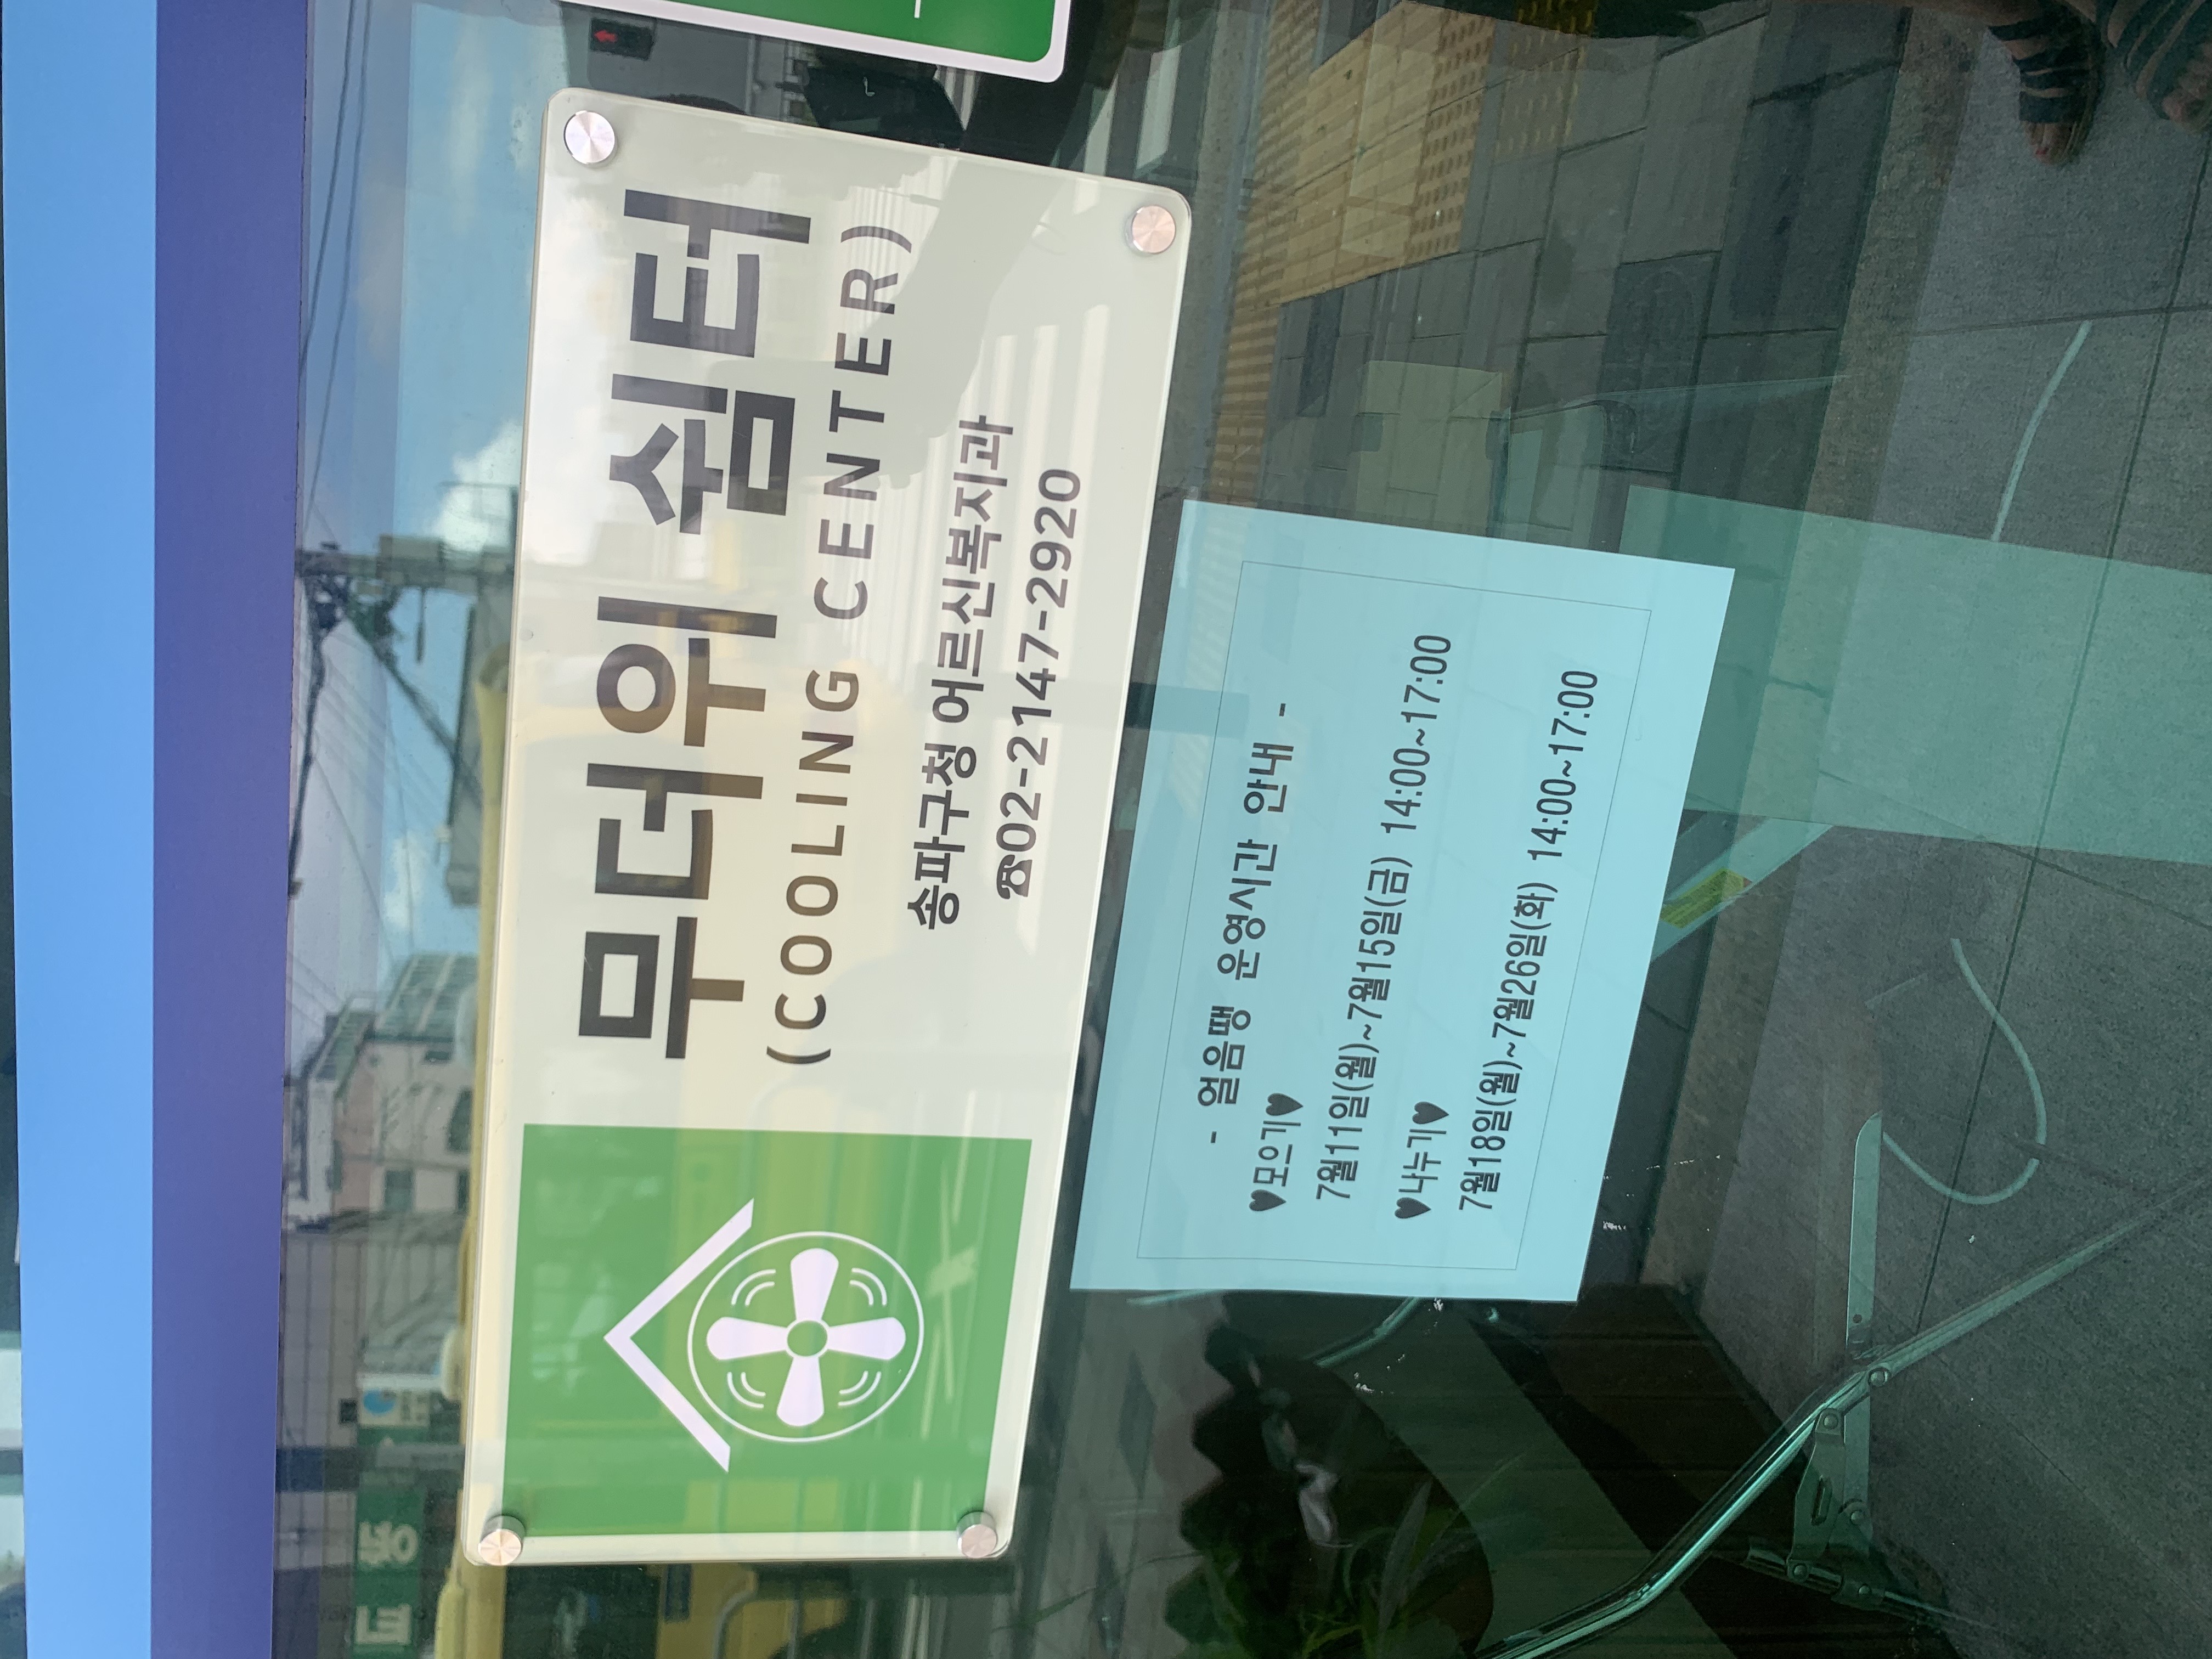 무더위 쉼터
(COOLING CENTER)
송파구청 어르신복지과
☎02-2147-2920
- 얼음땡 운영시간 안내 -
♥모으기♥
7월11일(월)~7월15일(금) 14:00~17:00
♥나누기♥
7월18일(월)~7월26일(화) 14:00~17:00